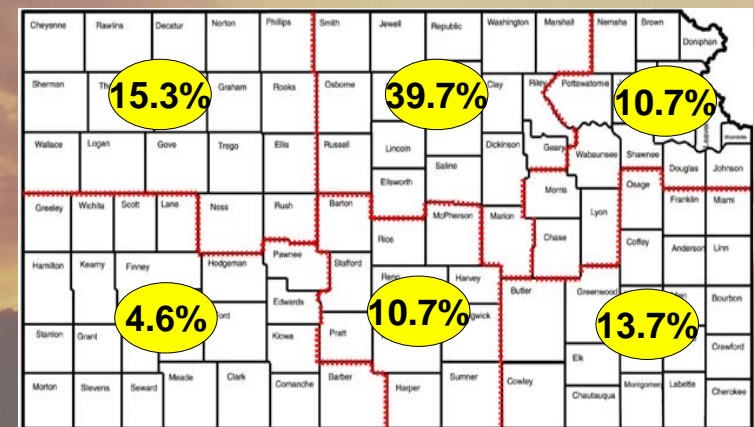 Cheyenne Rawlins Decatur Norton Phillips Smith Jewell Republic Washington Marshall Nemaha Brown
Doniphan
Sherman Graham Rooks Osborne Clay Riley Pottawatomie
15.3% 39.7% 10.7%
Wallace Logan Gove Trego Ellis Russell Lincoln Dickinson Geary Wabaunsee Shawnee Douglas Johnson
Saline
Ellsworth Morris Osage
Greeley Wichita Scott Lane Ness Rush Barton McPherson Marion Lyon Franklin Miami
Rice Chase
Hamilton Kearny Finney Hodgeman Pawnee Stafford Coffey Anderson Linn
Reno Harvey Butler Greenwood Bourbon
Edwards
4.6% 10.7% 13.7%
Stanton Grant Kiowa Pratt Crawford
Elk
Morton Stevens Seward Meade Clark Comanche Barber Harper Sumner Cowley Chautauqua Montgomery Labette Cherokee